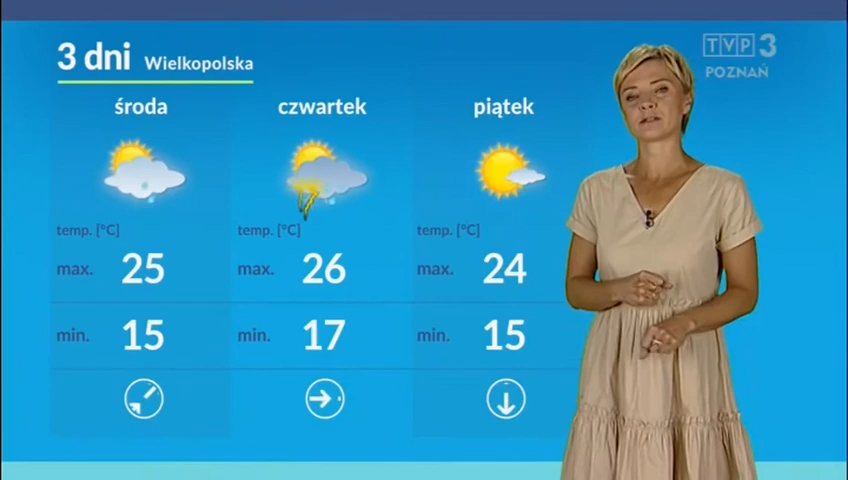 3 dni Wielkopolska
TVP3
POZNAŃ
środa czwartek piątek
temp. [°C] temp. [°C] temp. [°C]
max. 25 max. 26 max. 24
min. 15 min. 17 min. 15